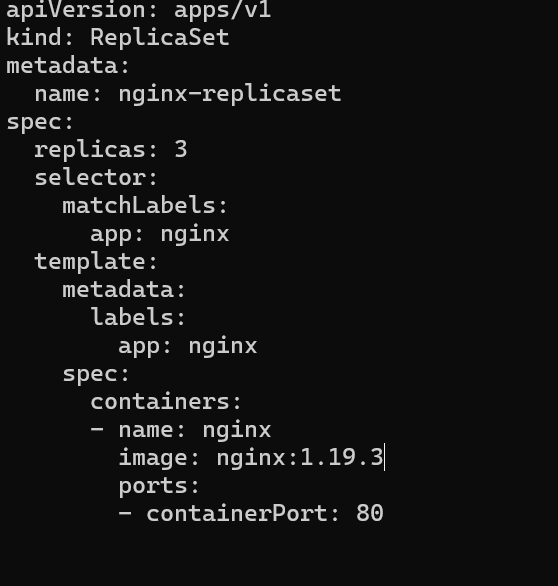 apiVersion: apps/v1
kind: ReplicaSet
metadata:
  name: nginx-replicaset
spec:
  replicas: 3
  selector:
    matchLabels:
      app: nginx
  template:
    metadata:
      labels:
        app: nginx
    spec:
      containers:
      - name: nginx
        image: nginx:1.19.3
        ports:
        - containerPort: 80